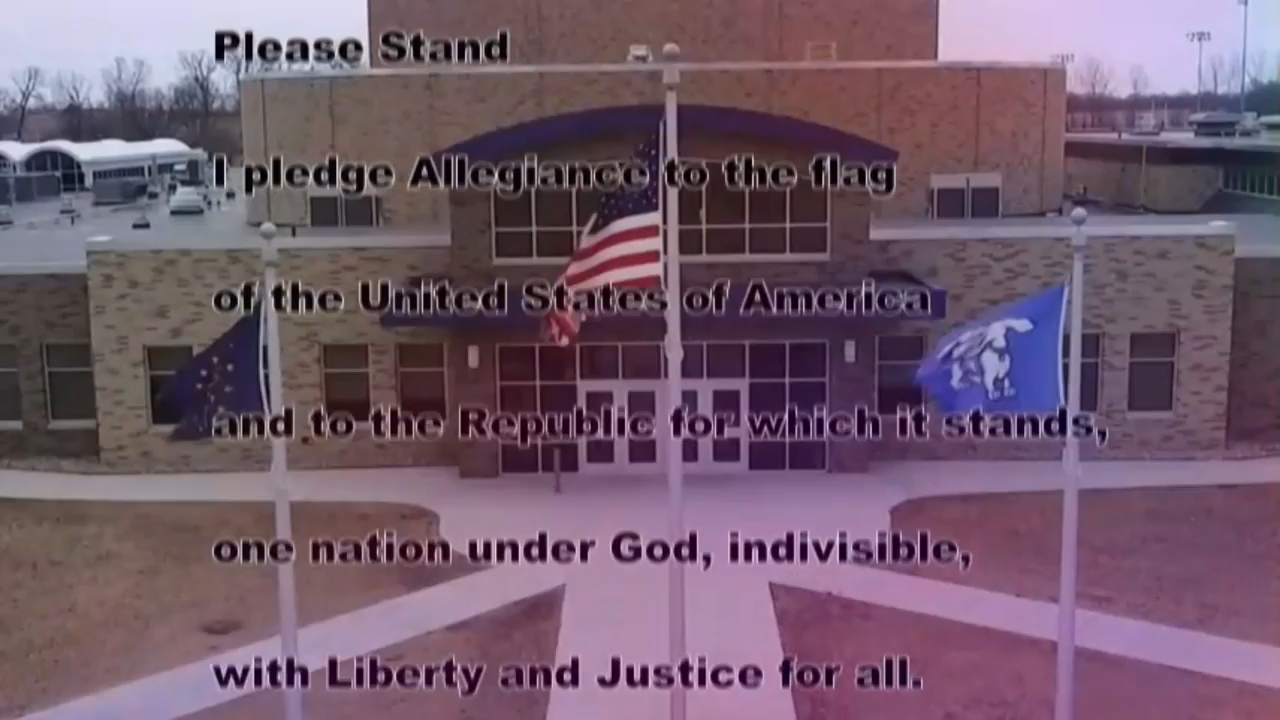 Please Stand
I pledge Allegiance to the flag
of the United States of America
and to the Republic for which it stands,
one nation under God, indivisible,
with Liberty and Justice for all.